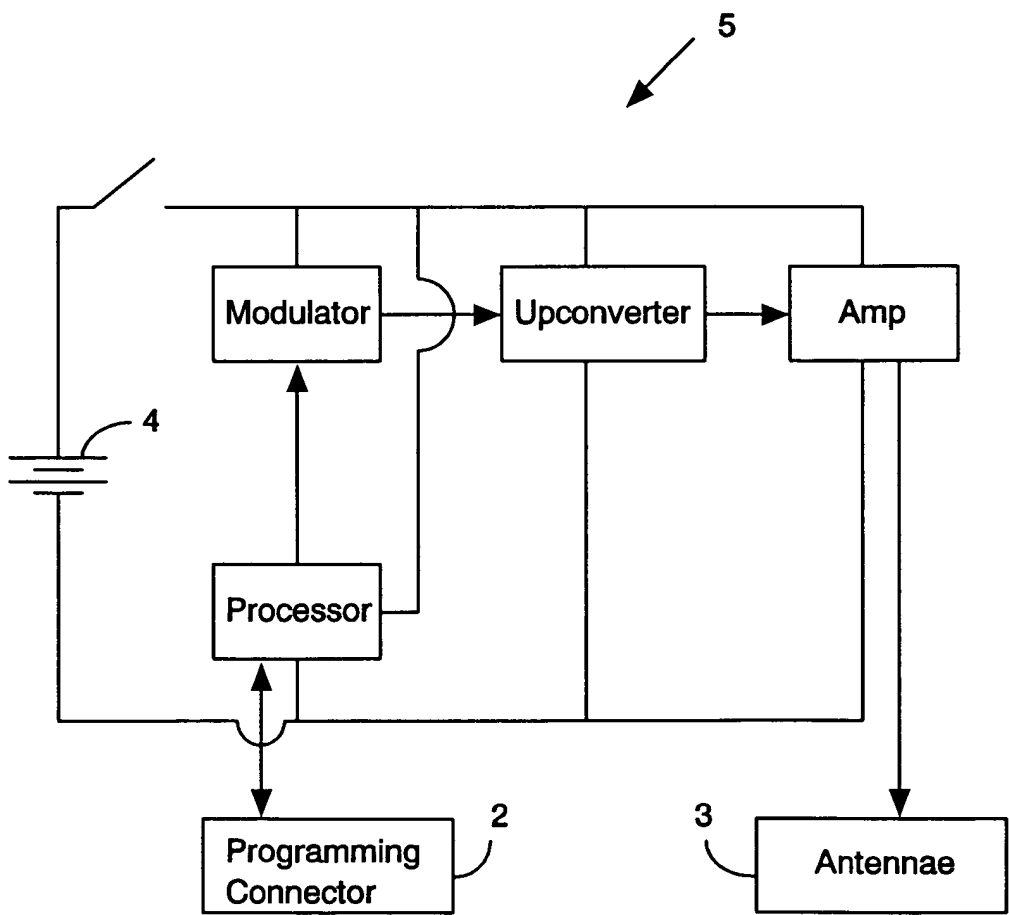 5
Modulator
Upconverter
Amp
4
Processor
2
3
Programming
Connector
Antennae